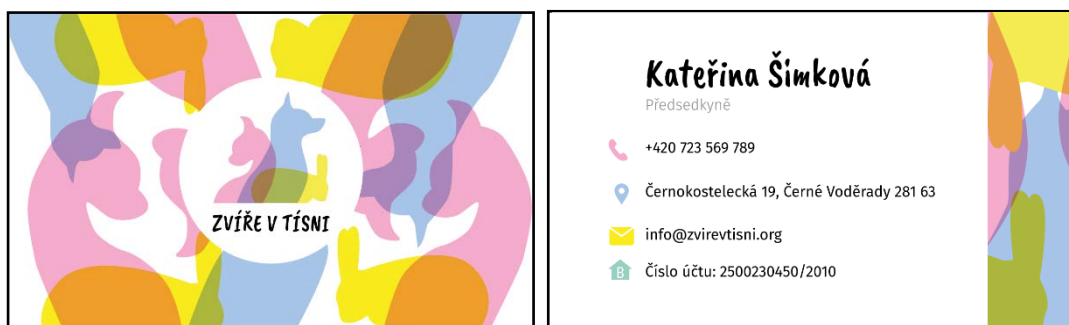 ZVÍŘE V TÍSNI
Kateřina Šimková
Předsedkyně
+420 723 569 789
Černokostelecká 19, Černé Voděrady 281 63
info@zvirevtisni.org
B
Číslo účtu: 2500230450/2010